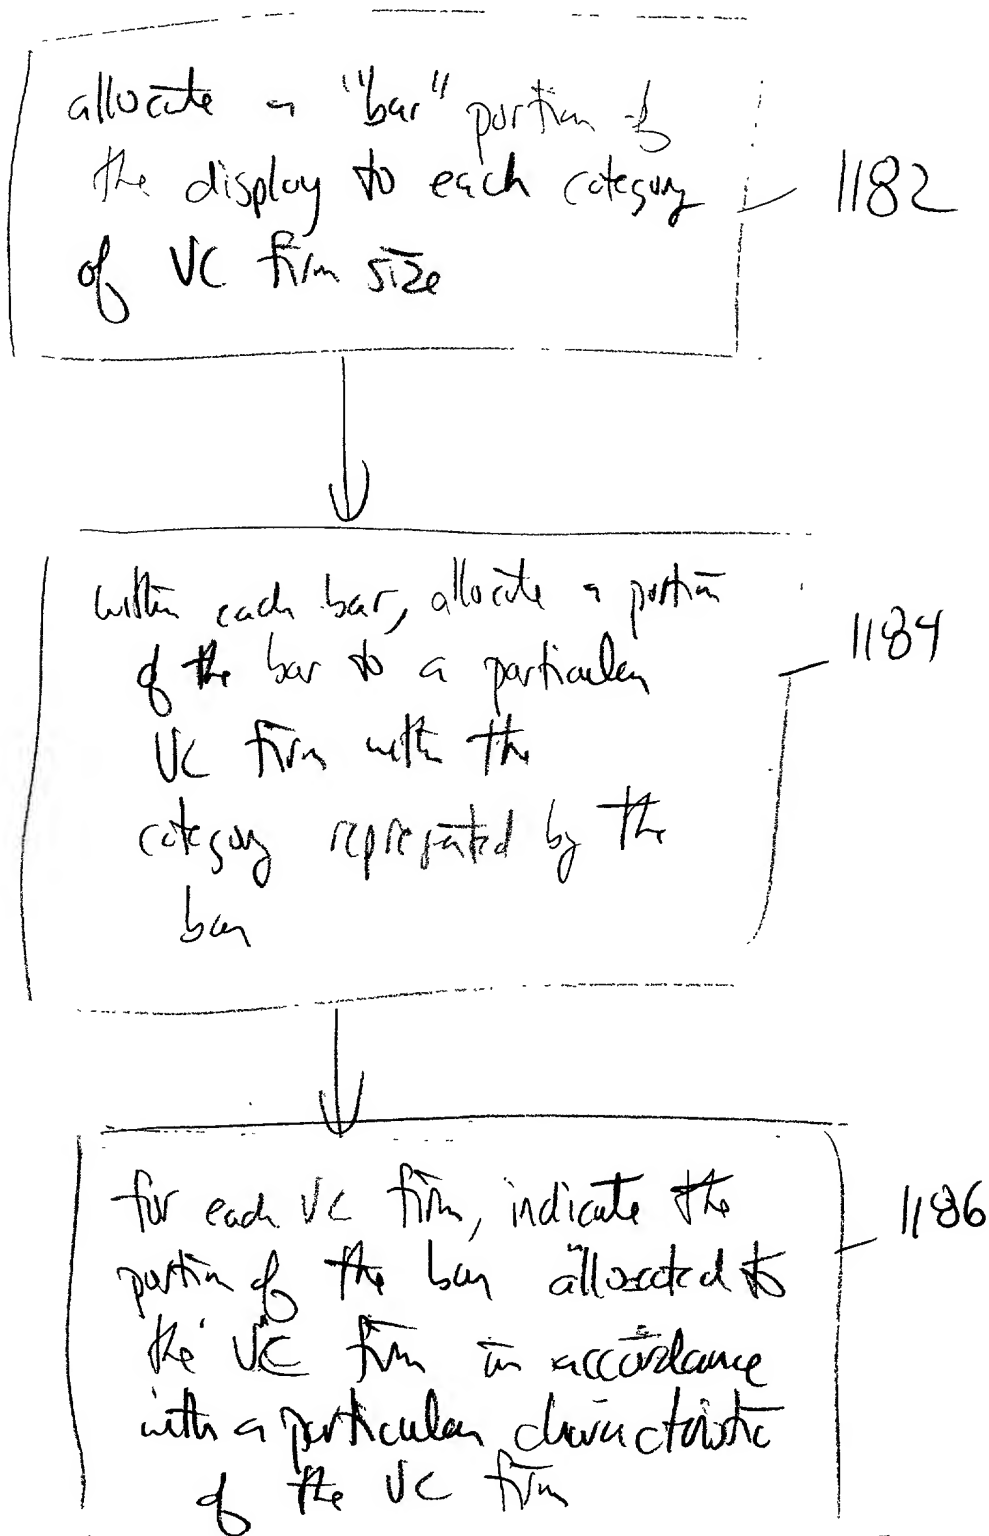 allocate a "bar" portion of
the display to each category
of VC firm size
1182
within each bar, allocate a portion
of the bar to a particular
VC firm with the
category represented by the
bar
1184
for each VC firm, indicate the
portion of the bar allocated to
the VC firm in accordance
with a particular characteristic
of the VC firm
1186